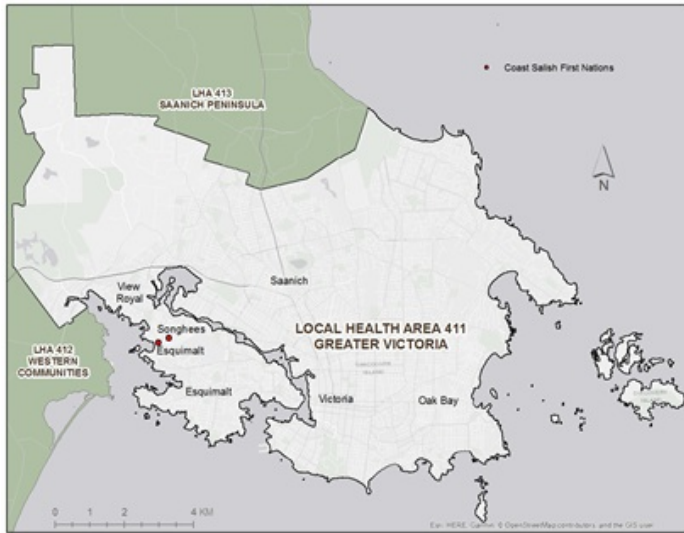 LHA 413
SAANICH PENINSULA
Coast Salish First Nations
N
View
Royal
Saanich
Songhees
Esquimalt
LOCAL HEALTH AREA 411
GREATER VICTORIA
LHA 412
WESTERN
COMMUNITIES
Esquimalt
Victoria
Oak Bay
0 2 4 KM
Esri, HERE, Garmin, © OpenStreetMap contributors, and the GIS user